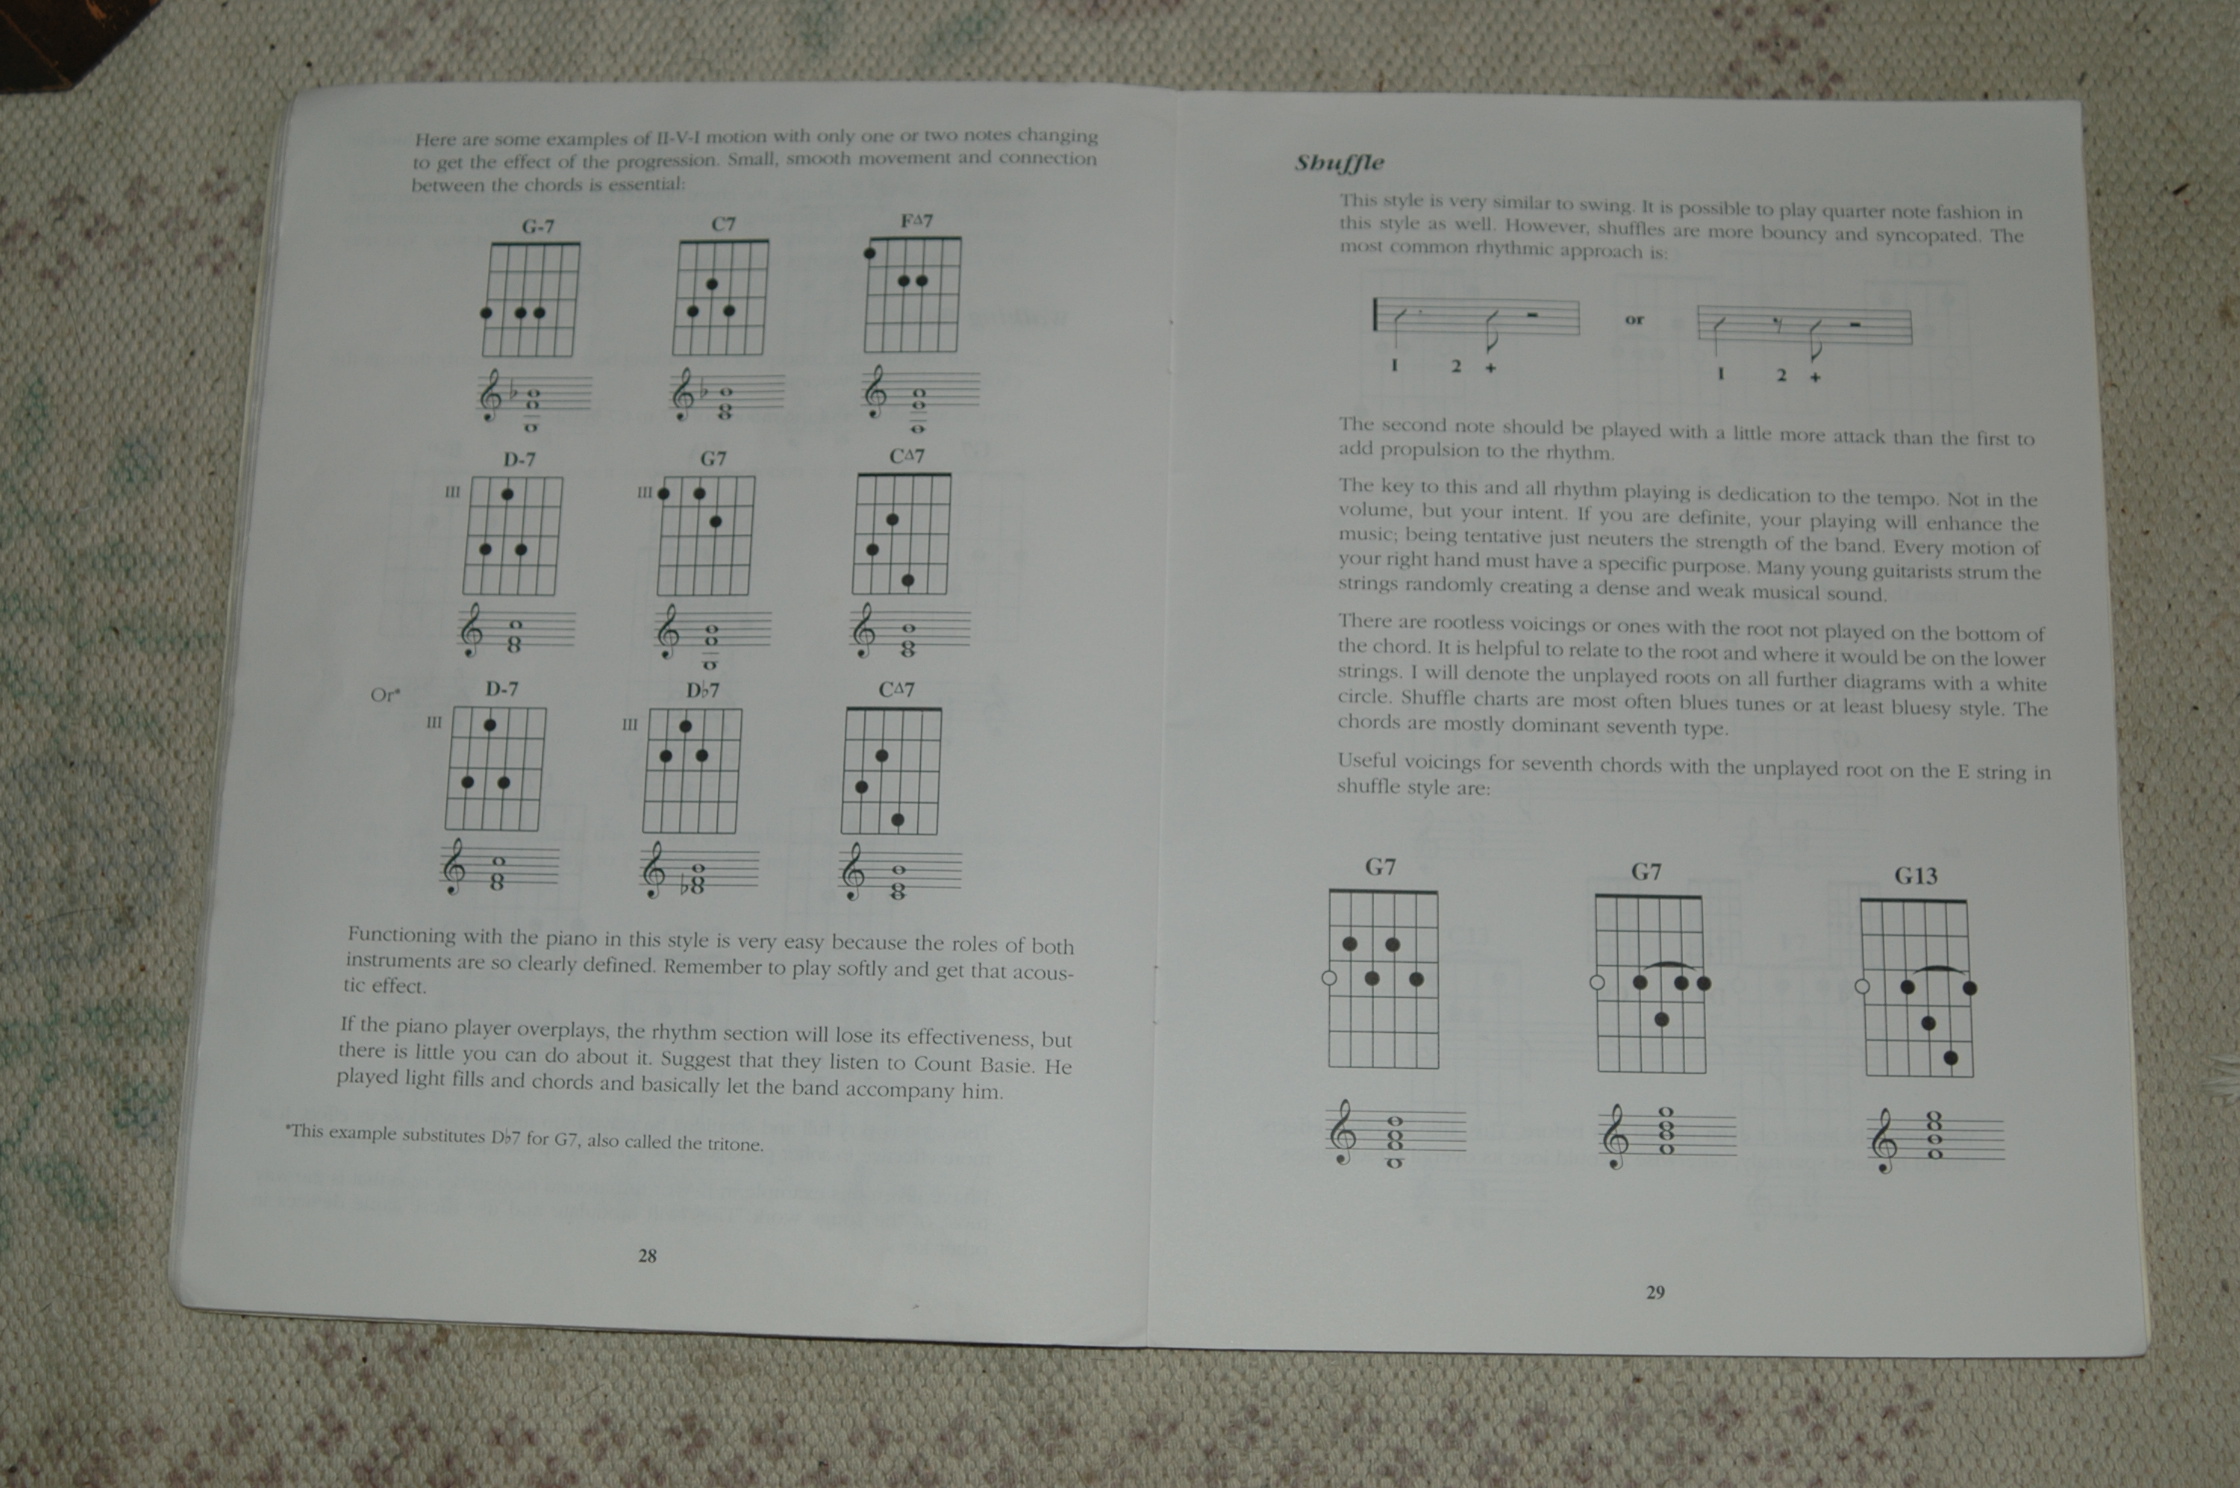 Here are some examples of II-V-I motion with only one or two notes changing
to get the effect of the progression. Small, smooth movement and connection
between the chords is essential:
G-7 C7 F∆7
D-7 G7 C∆7
III III
Or* D-7 D♭7 C∆7
III III
Functioning with the piano in this style is very easy because the roles of both
instruments are so clearly defined. Remember to play softly and get that acous-
tic effect.
If the piano player overplays, the rhythm section will lose its effectiveness, but
there is little you can do about it. Suggest that they listen to Count Basie. He
played light fills and chords and basically let the band accompany him.
*This example substitutes D♭7 for G7, also called the tritone.
28
Shuffle
This style is very similar to swing. It is possible to play quarter note fashion in
this style as well. However, shuffles are more bouncy and syncopated. The
most common rhythmic approach is:
or
1 2 + 1 2 +
The second note should be played with a little more attack than the first to
add propulsion to the rhythm.
The key to this and all rhythm playing is dedication to the tempo. Not in the
volume, but your intent. If you are definite, your playing will enhance the
music; being tentative just neuters the strength of the band. Every motion of
your right hand must have a specific purpose. Many young guitarists strum the
strings randomly creating a dense and weak musical sound.
There are rootless voicings or ones with the root not played on the bottom of
the chord. It is helpful to relate to the root and where it would be on the lower
strings. I will denote the unplayed roots on all further diagrams with a white
circle. Shuffle charts are most often blues tunes or at least bluesy style. The
chords are mostly dominant seventh type.
Useful voicings for seventh chords with the unplayed root on the E string in
shuffle style are:
G7 G7 G13
29